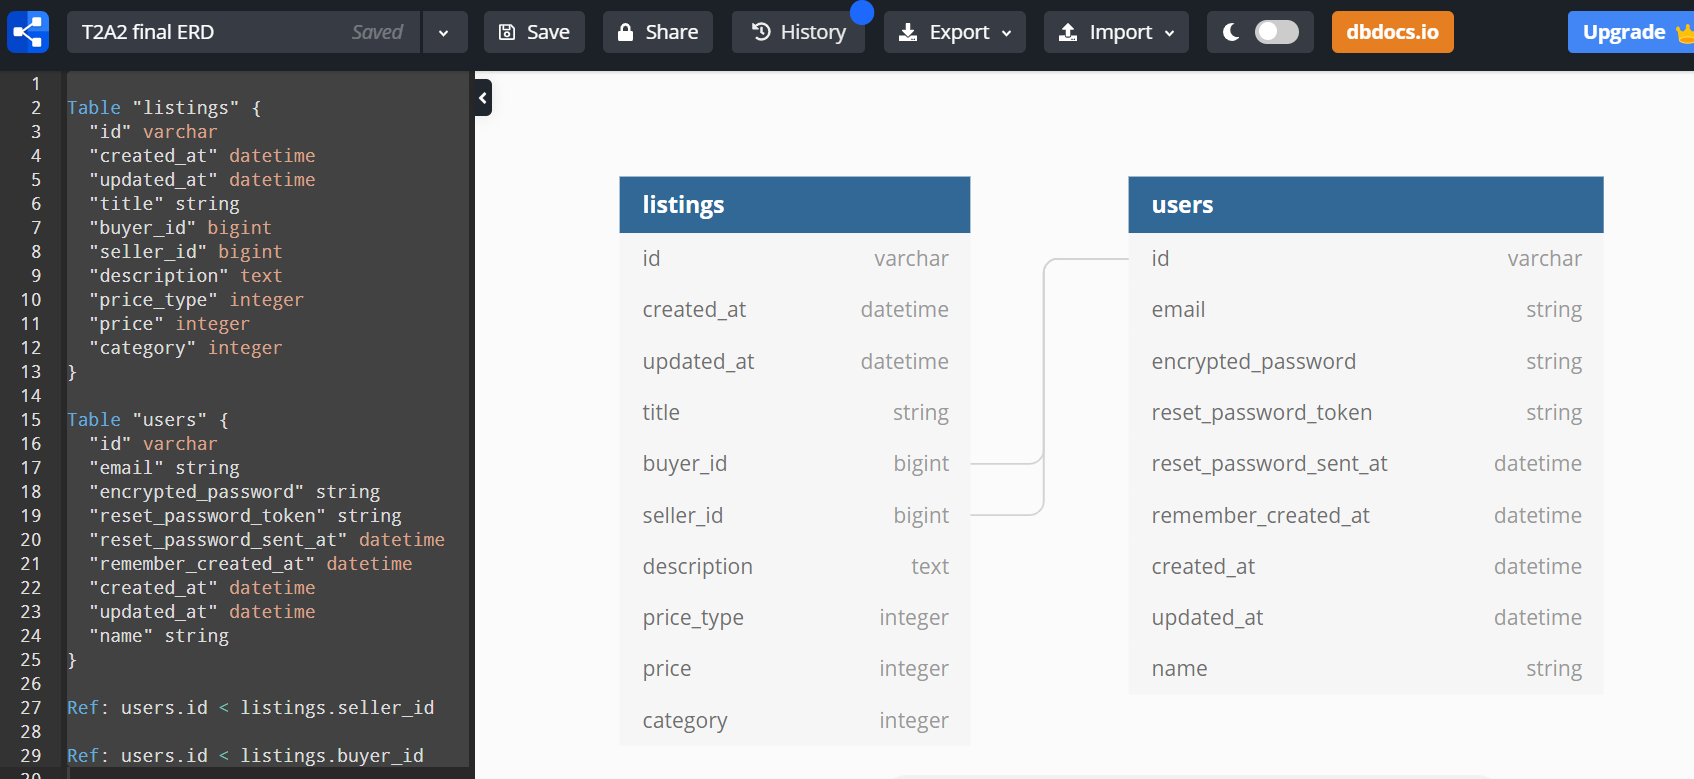 T2A2 final ERD Saved Save Share History Export Import dbdocs.io Upgrade
1
2 Table "listings" {
3 "id" varchar
4 "created_at" datetime
5 "updated_at" datetime
6 "title" string
7 "buyer_id" bigint
8 "seller_id" bigint
9 "description" text
10 "price_type" integer
11 "price" integer
12 "category" integer
13 }
14
15 Table "users" {
16 "id" varchar
17 "email" string
18 "encrypted_password" string
19 "reset_password_token" string
20 "reset_password_sent_at" datetime
21 "remember_created_at" datetime
22 "created_at" datetime
23 "updated_at" datetime
24 "name" string
25 }
26
27 Ref: users.id < listings.seller_id
28
29 Ref: users.id < listings.buyer_id
30
listings
id varchar
created_at datetime
updated_at datetime
title string
buyer_id bigint
seller_id bigint
description text
price_type integer
price integer
category integer
users
id varchar
email string
encrypted_password string
reset_password_token string
reset_password_sent_at datetime
remember_created_at datetime
created_at datetime
updated_at datetime
name string